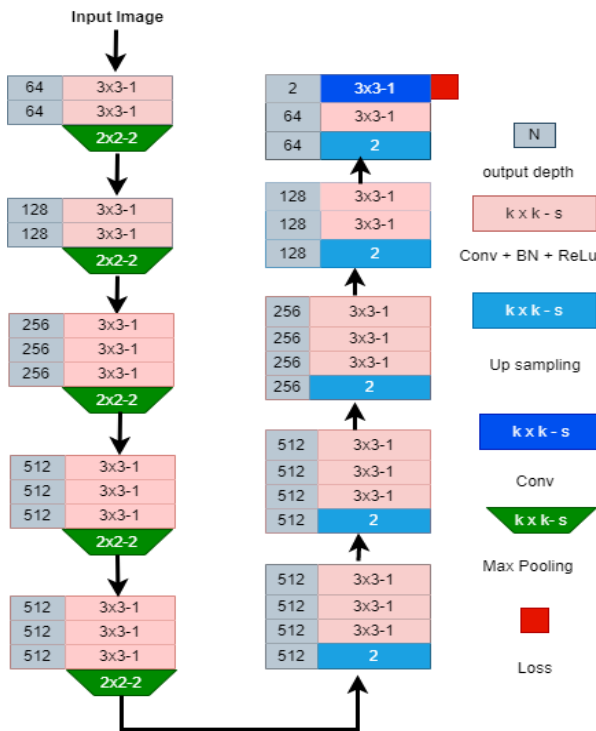 Input Image
64 3x3-1
64 3x3-1
2x2-2
128 3x3-1
128 3x3-1
2x2-2
256 3x3-1
256 3x3-1
256 3x3-1
2x2-2
512 3x3-1
512 3x3-1
512 3x3-1
2x2-2
512 3x3-1
512 3x3-1
512 3x3-1
2x2-2
2 3x3-1
64 3x3-1
64 2
128 3x3-1
128 3x3-1
128 2
256 3x3-1
256 3x3-1
256 3x3-1
256 2
512 3x3-1
512 3x3-1
512 3x3-1
512 2
512 3x3-1
512 3x3-1
512 3x3-1
512 2
N
output depth
k x k - s
Conv + BN + ReLu
k x k - s
Up sampling
k x k - s
Conv
k x k - s
Max Pooling
Loss